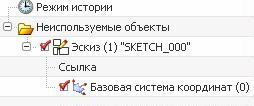 Режим истории
Неиспользуемые объекты
Эскиз (1) "SKETCH_000"
Ссылка
Базовая система координат (0)